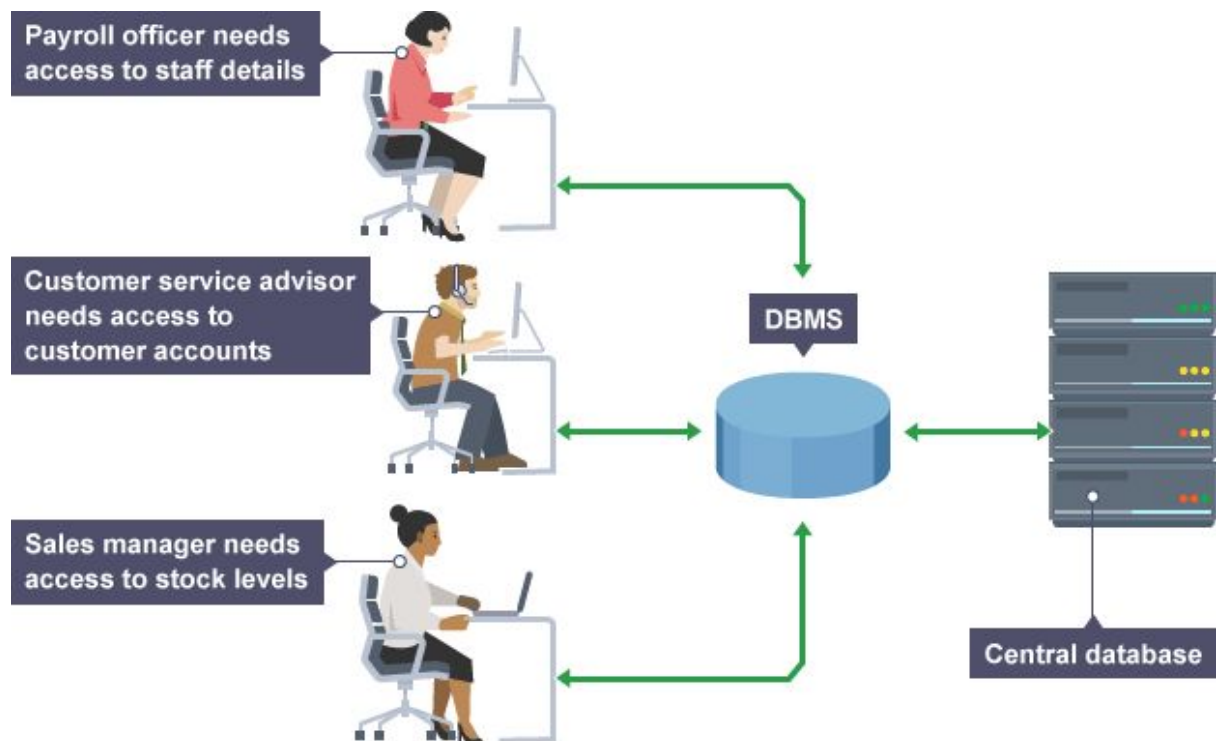 Payroll officer needs
access to staff details
Customer service advisor
needs access to
customer accounts
DBMS
Sales manager needs
access to stock levels
Central database